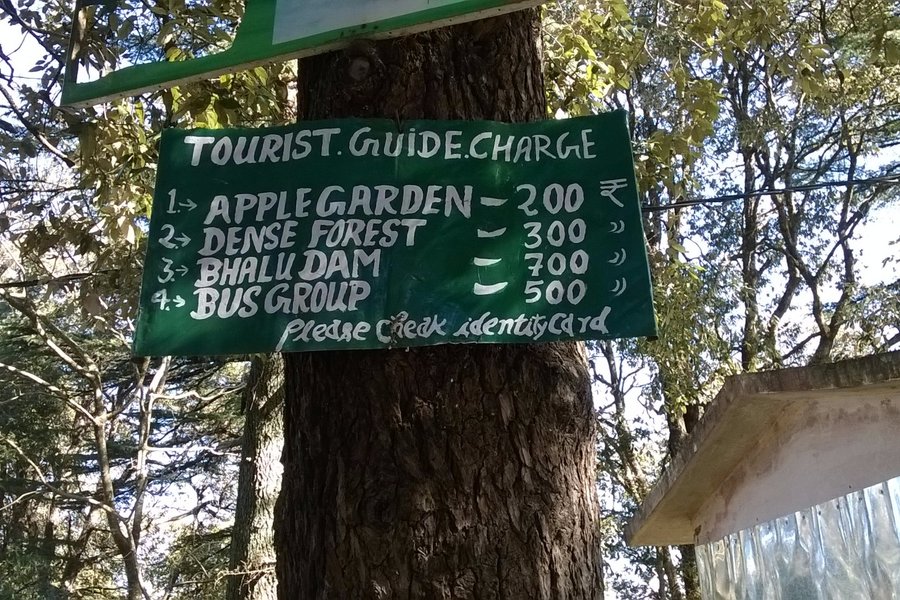 TOURIST. GUIDE. CHARGE
1.→ APPLE GARDEN – 200 ₹
2.→ DENSE FOREST – 300 ”
3.→ BHALU DAM – 700 ”
4.→ BUS GROUP – 500 ”
Please Cheak identity Card